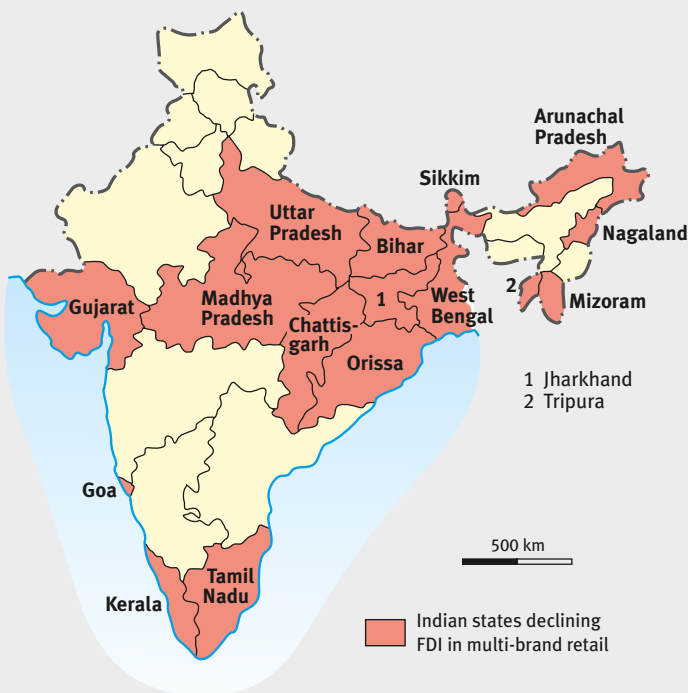 Arunachal
Pradesh
Sikkim
Uttar
Pradesh
Bihar
Nagaland
Gujarat
Madhya
Pradesh
1
West
Bengal
2
Mizoram
Chattis-
garh
Orissa
1 Jharkhand
2 Tripura
Goa
500 km
Tamil
Nadu
Kerala
Indian states declining
FDI in multi-brand retail